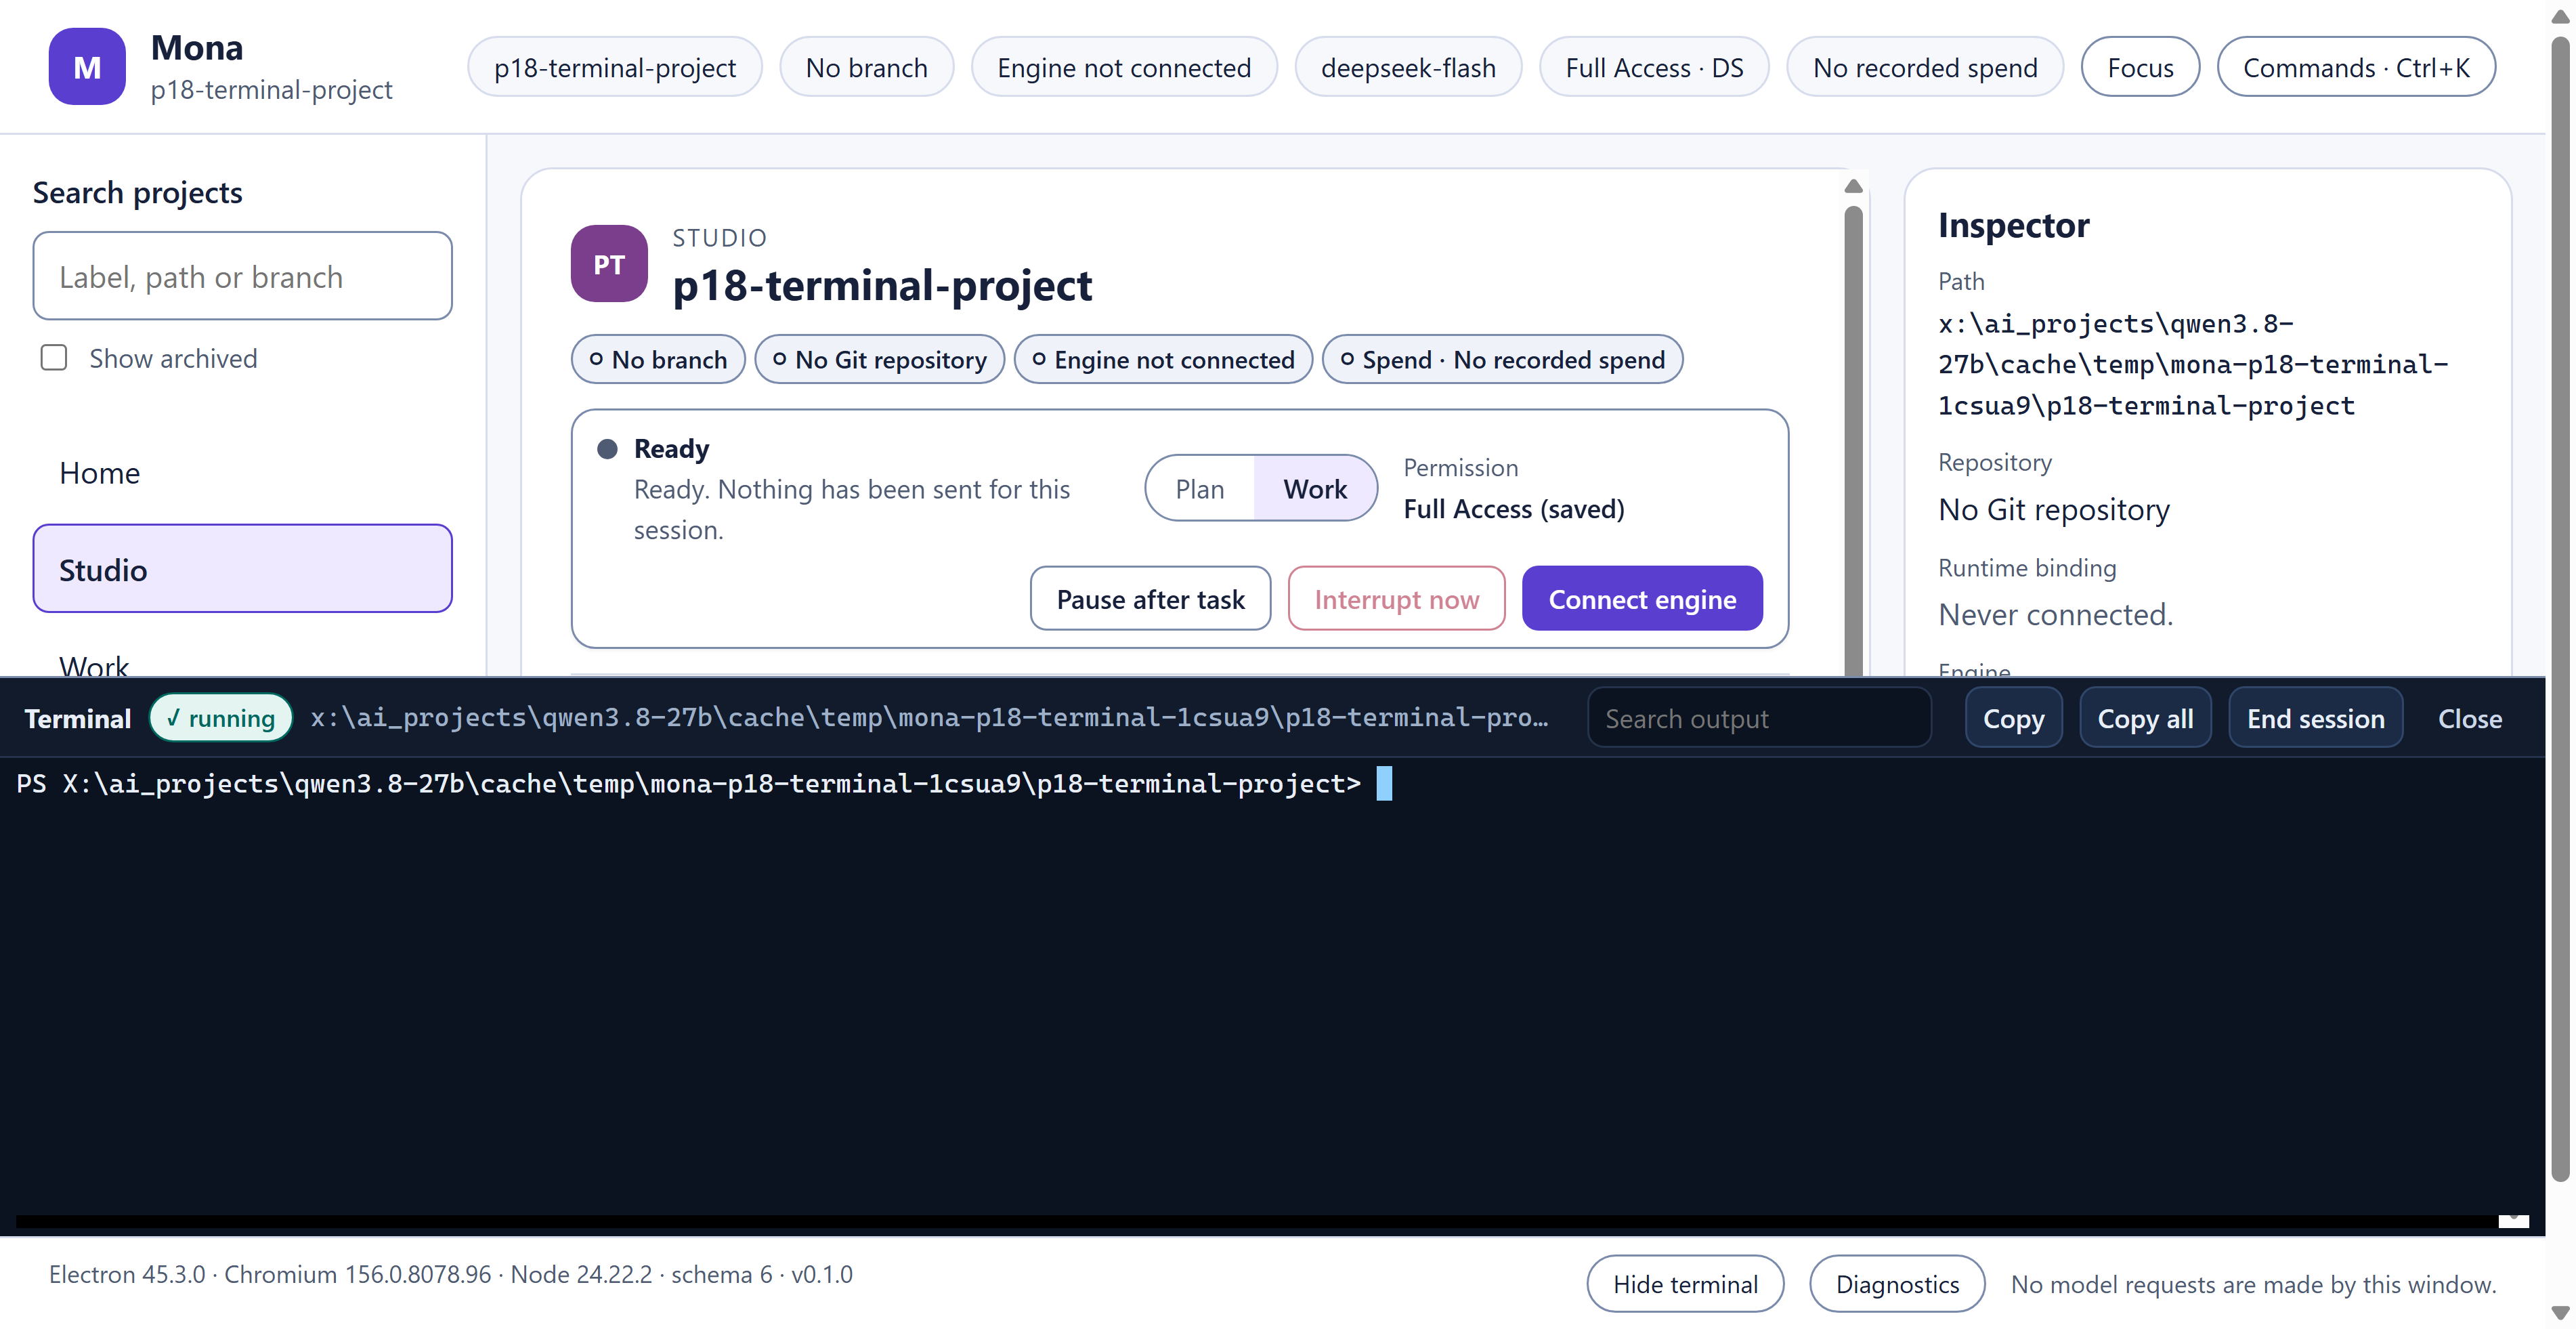 M
Mona
p18-terminal-project
p18-terminal-project
No branch
Engine not connected
deepseek-flash
Full Access · DS
No recorded spend
Focus
Commands · Ctrl+K
Search projects
Label, path or branch
Show archived
Home
Studio
Work
PT
STUDIO
p18-terminal-project
No branch
No Git repository
Engine not connected
Spend · No recorded spend
Ready
Ready. Nothing has been sent for this
session.
Plan
Work
Permission
Full Access (saved)
Pause after task
Interrupt now
Connect engine
Inspector
Path
x:\ai_projects\qwen3.8-
27b\cache\temp\mona-p18-terminal-
1csua9\p18-terminal-project
Repository
No Git repository
Runtime binding
Never connected.
Engine
Terminal
✓ running
x:\ai_projects\qwen3.8-27b\cache\temp\mona-p18-terminal-1csua9\p18-terminal-pro…
Search output
Copy
Copy all
End session
Close
PS X:\ai_projects\qwen3.8-27b\cache\temp\mona-p18-terminal-1csua9\p18-terminal-project>
Electron 45.3.0 · Chromium 156.0.8078.96 · Node 24.22.2 · schema 6 · v0.1.0
Hide terminal
Diagnostics
No model requests are made by this window.